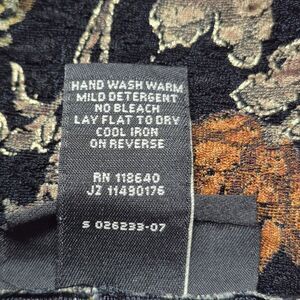 HAND WASH WARM
MILD DETERGENT
NO BLEACH
LAY FLAT TO DRY
COOL IRON
ON REVERSE
RN 118640
JZ 11490176
S 026233-07